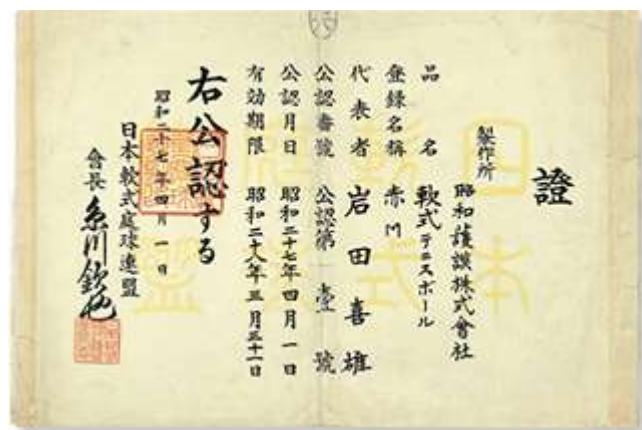 證
製作所
昭和護謨株式會社
品名 軟式テニスボール
登録名稱 赤M
代表者 岩田喜雄
公認番號 公認第壹號
公認月日 昭和二十七年四月一日
有効期限 昭和二十八年三月三十一日
右公認する
昭和二十七年四月一日
日本軟式庭球連盟
會長